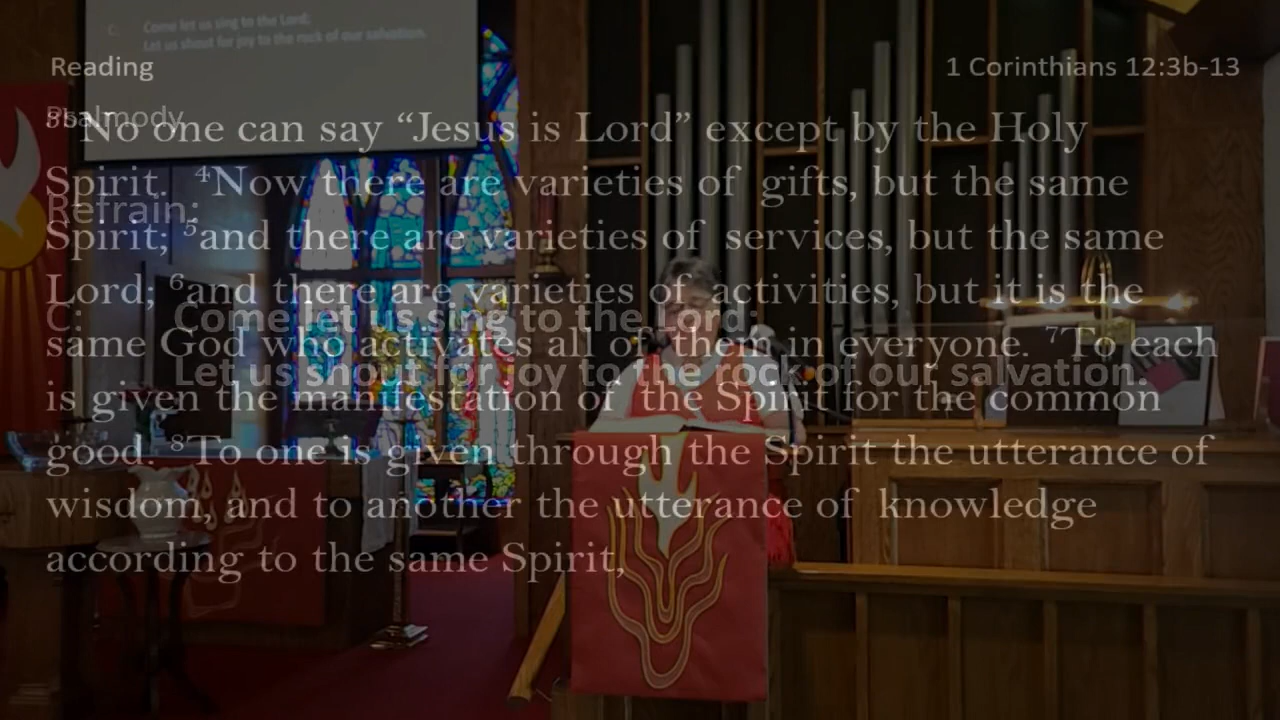 C: Come let us sing to the Lord;
Let us shout for joy to the rock of our salvation.
Reading 1 Corinthians 12:3b-13
Psalmody
3b No one can say “Jesus is Lord” except by the Holy
Spirit. 4Now there are varieties of gifts, but the same
Refrain:
Spirit; 5and there are varieties of services, but the same
Lord; 6and there are varieties of activities, but it is the
C: Come let us sing to the Lord;
same God who activates all of them in everyone. 7To each
Let us shout for joy to the rock of our salvation.
is given the manifestation of the Spirit for the common
good. 8To one is given through the Spirit the utterance of
wisdom, and to another the utterance of knowledge
according to the same Spirit,